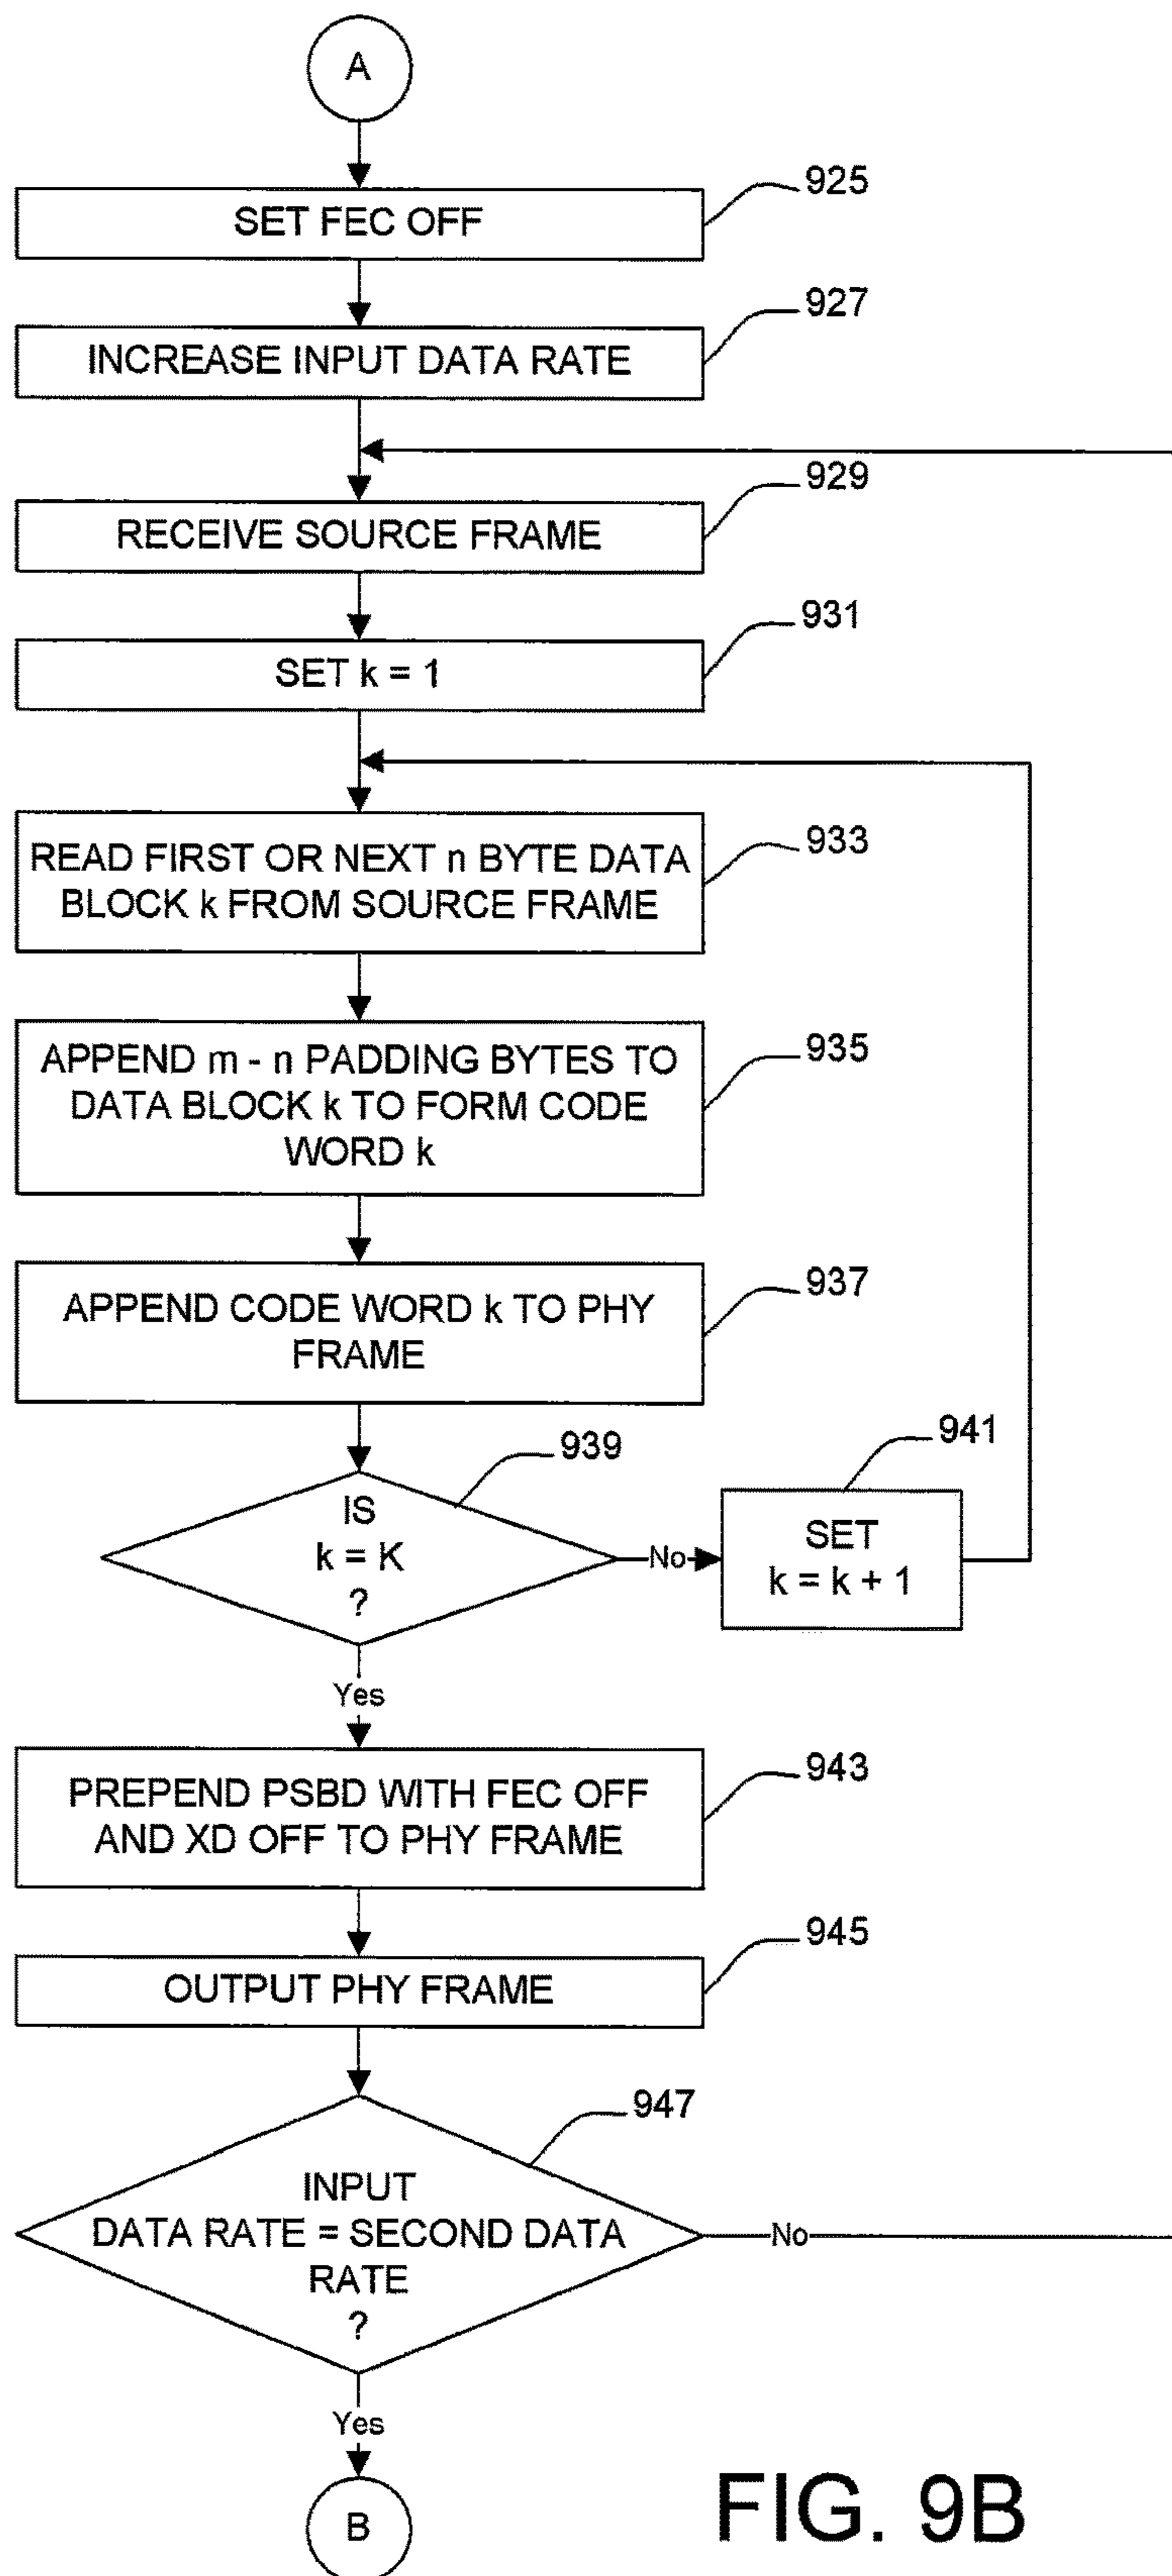 A
925
SET FEC OFF
927
INCREASE INPUT DATA RATE
929
RECEIVE SOURCE FRAME
931
SET k = 1
933
READ FIRST OR NEXT n BYTE DATA
BLOCK k FROM SOURCE FRAME
935
APPEND m - n PADDING BYTES TO
DATA BLOCK k TO FORM CODE
WORD k
937
APPEND CODE WORD k TO PHY
FRAME
939
IS
k = K
?
No
941
SET
k = k + 1
Yes
943
PREPEND PSBD WITH FEC OFF
AND XD OFF TO PHY FRAME
945
OUTPUT PHY FRAME
947
INPUT
DATA RATE = SECOND DATA
RATE
?
No
Yes
B
FIG. 9B